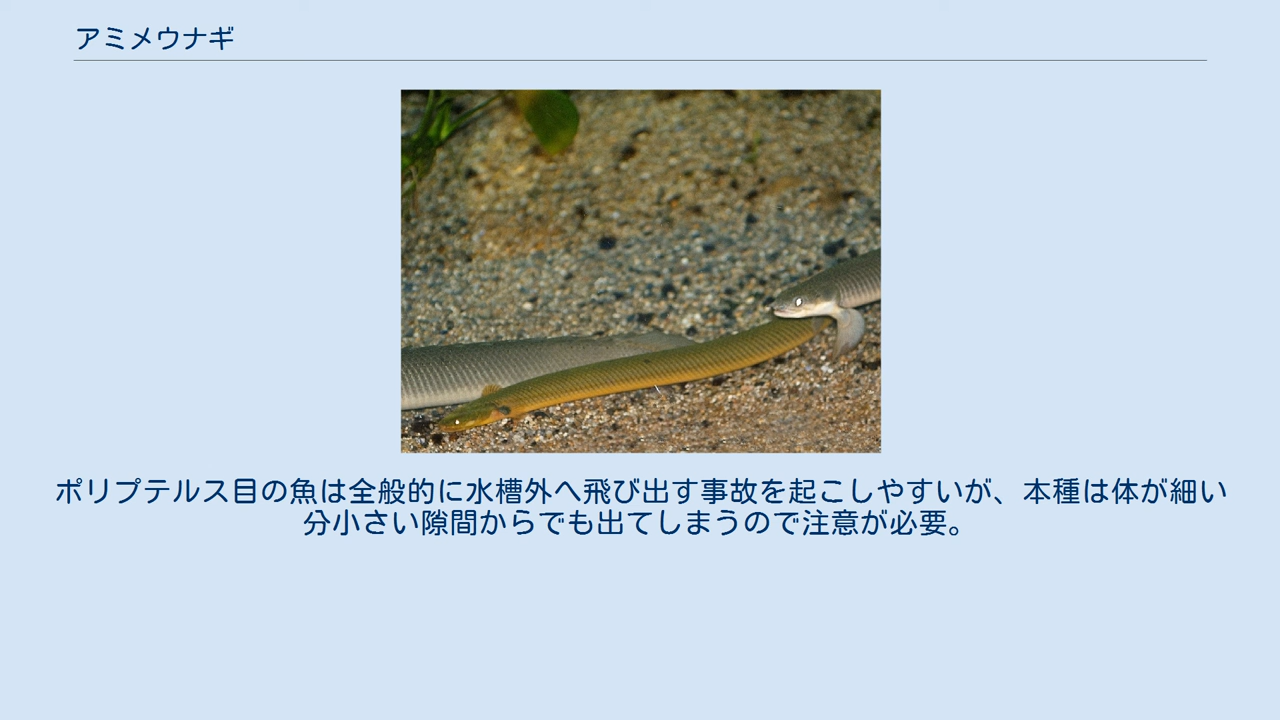 アミメウナギ
ポリプテルス目の魚は全般的に水槽外へ飛び出す事故を起こしやすいが、本種は体が細い
分小さい隙間からでも出てしまうので注意が必要。